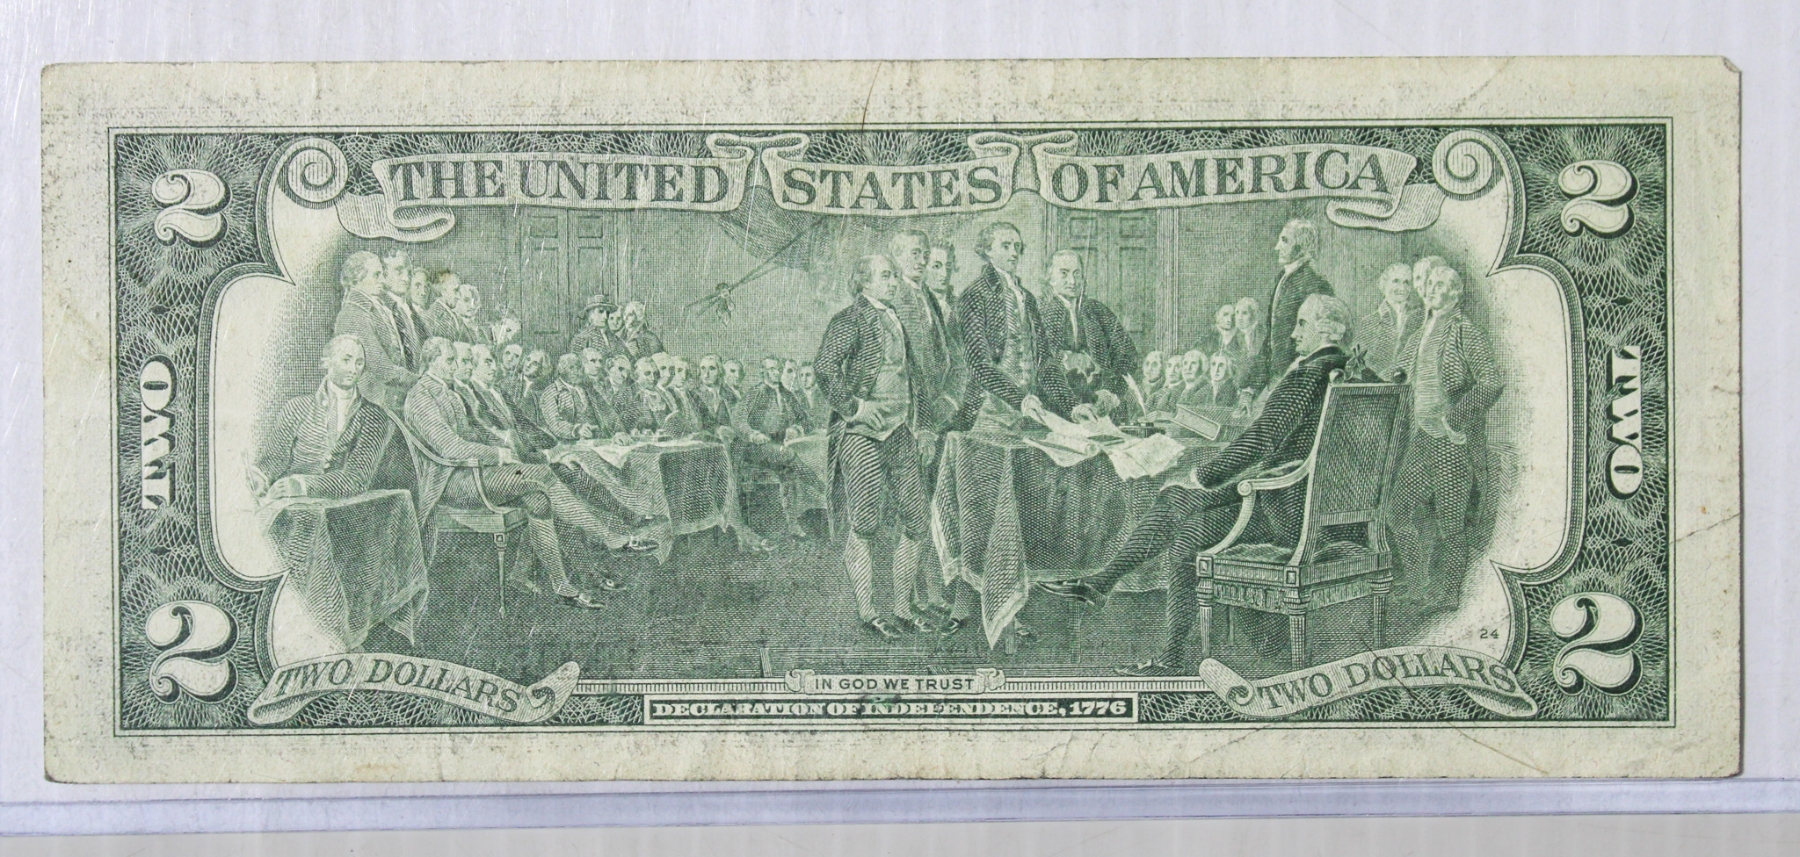 THE UNITED STATES OF AMERICA
2
2
TWO
TWO
2
2
24
TWO DOLLARS
IN GOD WE TRUST
TWO DOLLARS
DECLARATION OF INDEPENDENCE, 1776